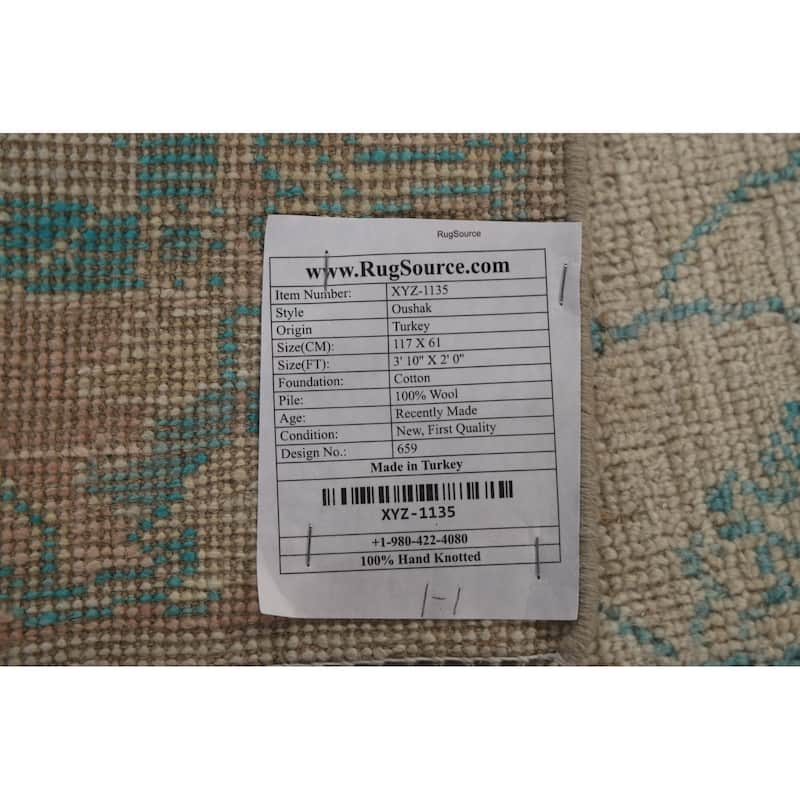 RugSource
www.RugSource.com
Item Number: XYZ-1135
Style Oushak
Origin Turkey
Size(CM): 117 X 61
Size(FT): 3' 10" X 2' 0"
Foundation: Cotton
Pile: 100% Wool
Age: Recently Made
Condition: New, First Quality
Design No.: 659
Made in Turkey
XYZ-1135
+1-980-422-4080
100% Hand Knotted
1-1